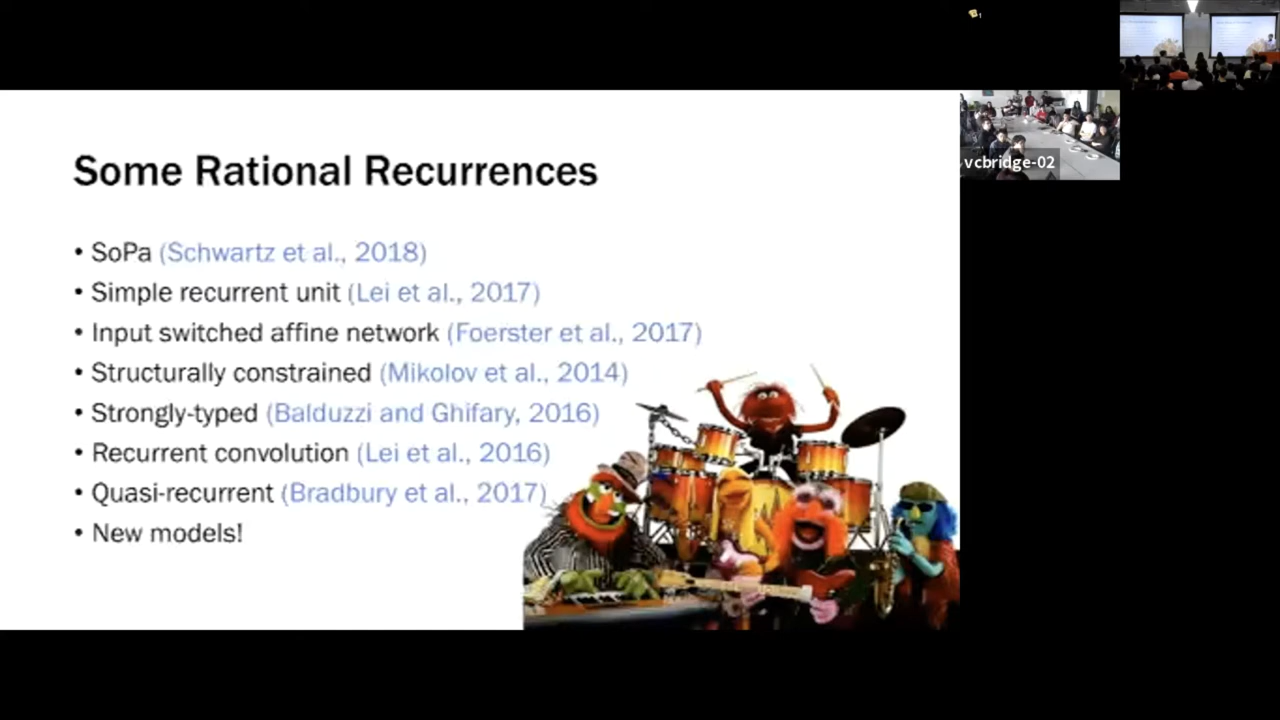 Some Rational Recurrences
• SoPa (Schwartz et al., 2018)
• Simple recurrent unit (Lei et al., 2017)
• Input switched affine network (Foerster et al., 2017)
• Structurally constrained (Mikolov et al., 2014)
• Strongly-typed (Balduzzi and Ghifary, 2016)
• Recurrent convolution (Lei et al., 2016)
• Quasi-recurrent (Bradbury et al., 2017)
• New models!
vcbridge-02